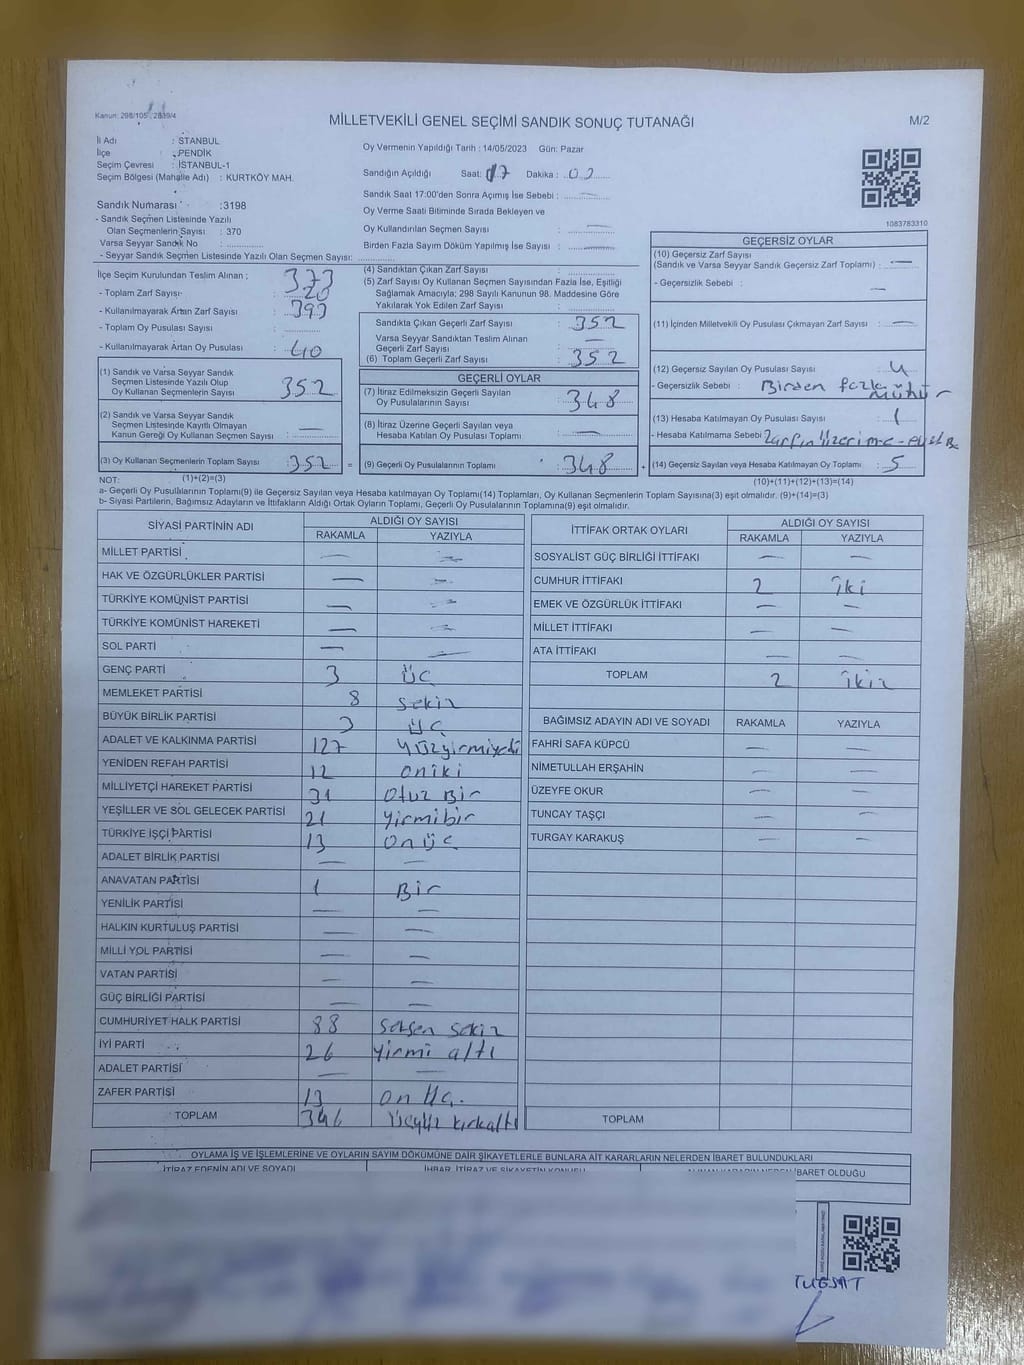 Kanun: 298/105, 2839/4
MİLLETVEKİLİ GENEL SEÇİMİ SANDIK SONUÇ TUTANAĞI
M/2
İl Adı : İSTANBUL
İlçe : PENDİK
Seçim Çevresi : İSTANBUL-1
Seçim Bölgesi (Mahalle Adı) : KURTKÖY MAH.
Sandık Numarası : 3198
- Sandık Seçmen Listesinde Yazılı
Olan Seçmenlerin Sayısı : 370
Varsa Seyyar Sandık No :
- Seyyar Sandık Seçmen Listesinde Yazılı Olan Seçmen Sayısı:
Oy Vermenin Yapıldığı Tarih : 14/05/2023 Gün: Pazar
Sandığın Açıldığı Saat: 17 Dakika :
Sandık Saat 17:00'den Sonra Açılmış İse Sebebi : —
Oy Verme Saati Bitiminde Sırada Bekleyen ve
Oy Kullandırılan Seçmen Sayısı : —
Birden Fazla Sayım Döküm Yapılmış İse Sayısı : —
1083783310
İlçe Seçim Kurulundan Teslim Alınan ;
- Toplam Zarf Sayısı : 373
- Kullanılmayarak Artan Zarf Sayısı : 20
- Toplam Oy Pusulası Sayısı : 393
- Kullanılmayarak Artan Oy Pusulası : 40
(1) Sandık ve Varsa Seyyar Sandık
Seçmen Listesinde Yazılı Olup
Oy Kullanan Seçmenlerin Sayısı : 352
(2) Sandık ve Varsa Seyyar Sandık
Seçmen Listesinde Kayıtlı Olmayan
Kanun Gereği Oy Kullanan Seçmen Sayısı : —
(3) Oy Kullanan Seçmenlerin Toplam Sayısı : 352 =
(1)+(2)=(3)
(4) Sandıktan Çıkan Zarf Sayısı :
(5) Zarf Sayısı Oy Kullanan Seçmen Sayısından Fazla İse, Eşitliği
Sağlamak Amacıyla; 298 Sayılı Kanunun 98. Maddesine Göre
Yakılarak Yok Edilen Zarf Sayısı :
Sandıkta Çıkan Geçerli Zarf Sayısı : 352
Varsa Seyyar Sandıktan Teslim Alınan
Geçerli Zarf Sayısı : —
(6) Toplam Geçerli Zarf Sayısı : 352
GEÇERLİ OYLAR
(7) İtiraz Edilmeksizin Geçerli Sayılan
Oy Pusulalarının Sayısı : 348
(8) İtiraz Üzerine Geçerli Sayılan veya
Hesaba Katılan Oy Pusulası Toplamı : —
(9) Geçerli Oy Pusulalarının Toplamı : 348 +
GEÇERSİZ OYLAR
(10) Geçersiz Zarf Sayısı
(Sandık ve Varsa Seyyar Sandık Geçersiz Zarf Toplamı) : —
- Geçersizlik Sebebi : —
(11) İçinden Milletvekili Oy Pusulası Çıkmayan Zarf Sayısı : —
(12) Geçersiz Sayılan Oy Pusulası Sayısı : 4
- Geçersizlik Sebebi : Birden fazla mühür
(13) Hesaba Katılmayan Oy Pusulası Sayısı : 1
- Hesaba Katılmama Sebebi : Zarfın üzerine
(14) Geçersiz Sayılan veya Hesaba Katılmayan Oy Toplamı : 5
(10)+(11)+(12)+(13)=(14)
NOT:
a- Geçerli Oy Pusulalarının Toplamı(9) ile Geçersiz Sayılan veya Hesaba katılmayan Oy Toplamı(14) Toplamları, Oy Kullanan Seçmenlerin Toplam Sayısına(3) eşit olmalıdır. (9)+(14)=(3)
b- Siyasi Partilerin, Bağımsız Adayların ve İttifakların Aldığı Ortak Oyların Toplamı, Geçerli Oy Pusulalarının Toplamına(9) eşit olmalıdır.
SİYASİ PARTİNİN ADI ALDIĞI OY SAYISI
RAKAMLA YAZIYLA
MİLLET PARTİSİ — —
HAK VE ÖZGÜRLÜKLER PARTİSİ — —
TÜRKİYE KOMÜNİST PARTİSİ — —
TÜRKİYE KOMÜNİST HAREKETİ — —
SOL PARTİ — —
GENÇ PARTİ 3 üç
MEMLEKET PARTİSİ 8 sekiz
BÜYÜK BİRLİK PARTİSİ 3 üç
ADALET VE KALKINMA PARTİSİ 127 yüzyirmiyedi
YENİDEN REFAH PARTİSİ 12 oniki
MİLLİYETÇİ HAREKET PARTİSİ 31 otuz Bir
YEŞİLLER VE SOL GELECEK PARTİSİ 21 yirmibir
TÜRKİYE İŞÇİ PARTİSİ 13 onüç
ADALET BİRLİK PARTİSİ — —
ANAVATAN PARTİSİ 1 Bir
YENİLİK PARTİSİ — —
HALKIN KURTULUŞ PARTİSİ — —
MİLLİ YOL PARTİSİ — —
VATAN PARTİSİ — —
GÜÇ BİRLİĞİ PARTİSİ — —
CUMHURİYET HALK PARTİSİ 88 seksen sekiz
İYİ PARTİ 26 yirmi altı
ADALET PARTİSİ — —
ZAFER PARTİSİ 13 on üç
TOPLAM 346 üçyüz kırkaltı
İTTİFAK ORTAK OYLARI ALDIĞI OY SAYISI
RAKAMLA YAZIYLA
SOSYALİST GÜÇ BİRLİĞİ İTTİFAKI — —
CUMHUR İTTİFAKI 2 iki
EMEK VE ÖZGÜRLÜK İTTİFAKI — —
MİLLET İTTİFAKI — —
ATA İTTİFAKI — —
TOPLAM 2
BAĞIMSIZ ADAYIN ADI VE SOYADI RAKAMLA YAZIYLA
FAHRİ SAFA KÜPCÜ — —
NİMETULLAH ERŞAHİN — —
ÜZEYFE OKUR — —
TUNCAY TAŞÇI — —
TURGAY KARAKUŞ — —
TOPLAM
OYLAMA İŞ VE İŞLEMLERİNE VE OYLARIN SAYIM DÖKÜMÜNE DAİR ŞİKAYETLERLE BUNLARA AİT KARARLARIN NELERDEN İBARET BULUNDUKLARI
İTİRAZ EDENİN ADI VE SOYADI İHBAR, İTİRAZ VE ŞİKAYETİN KONUSU ALINAN KARARIN NEDEN İBARET OLDUĞU